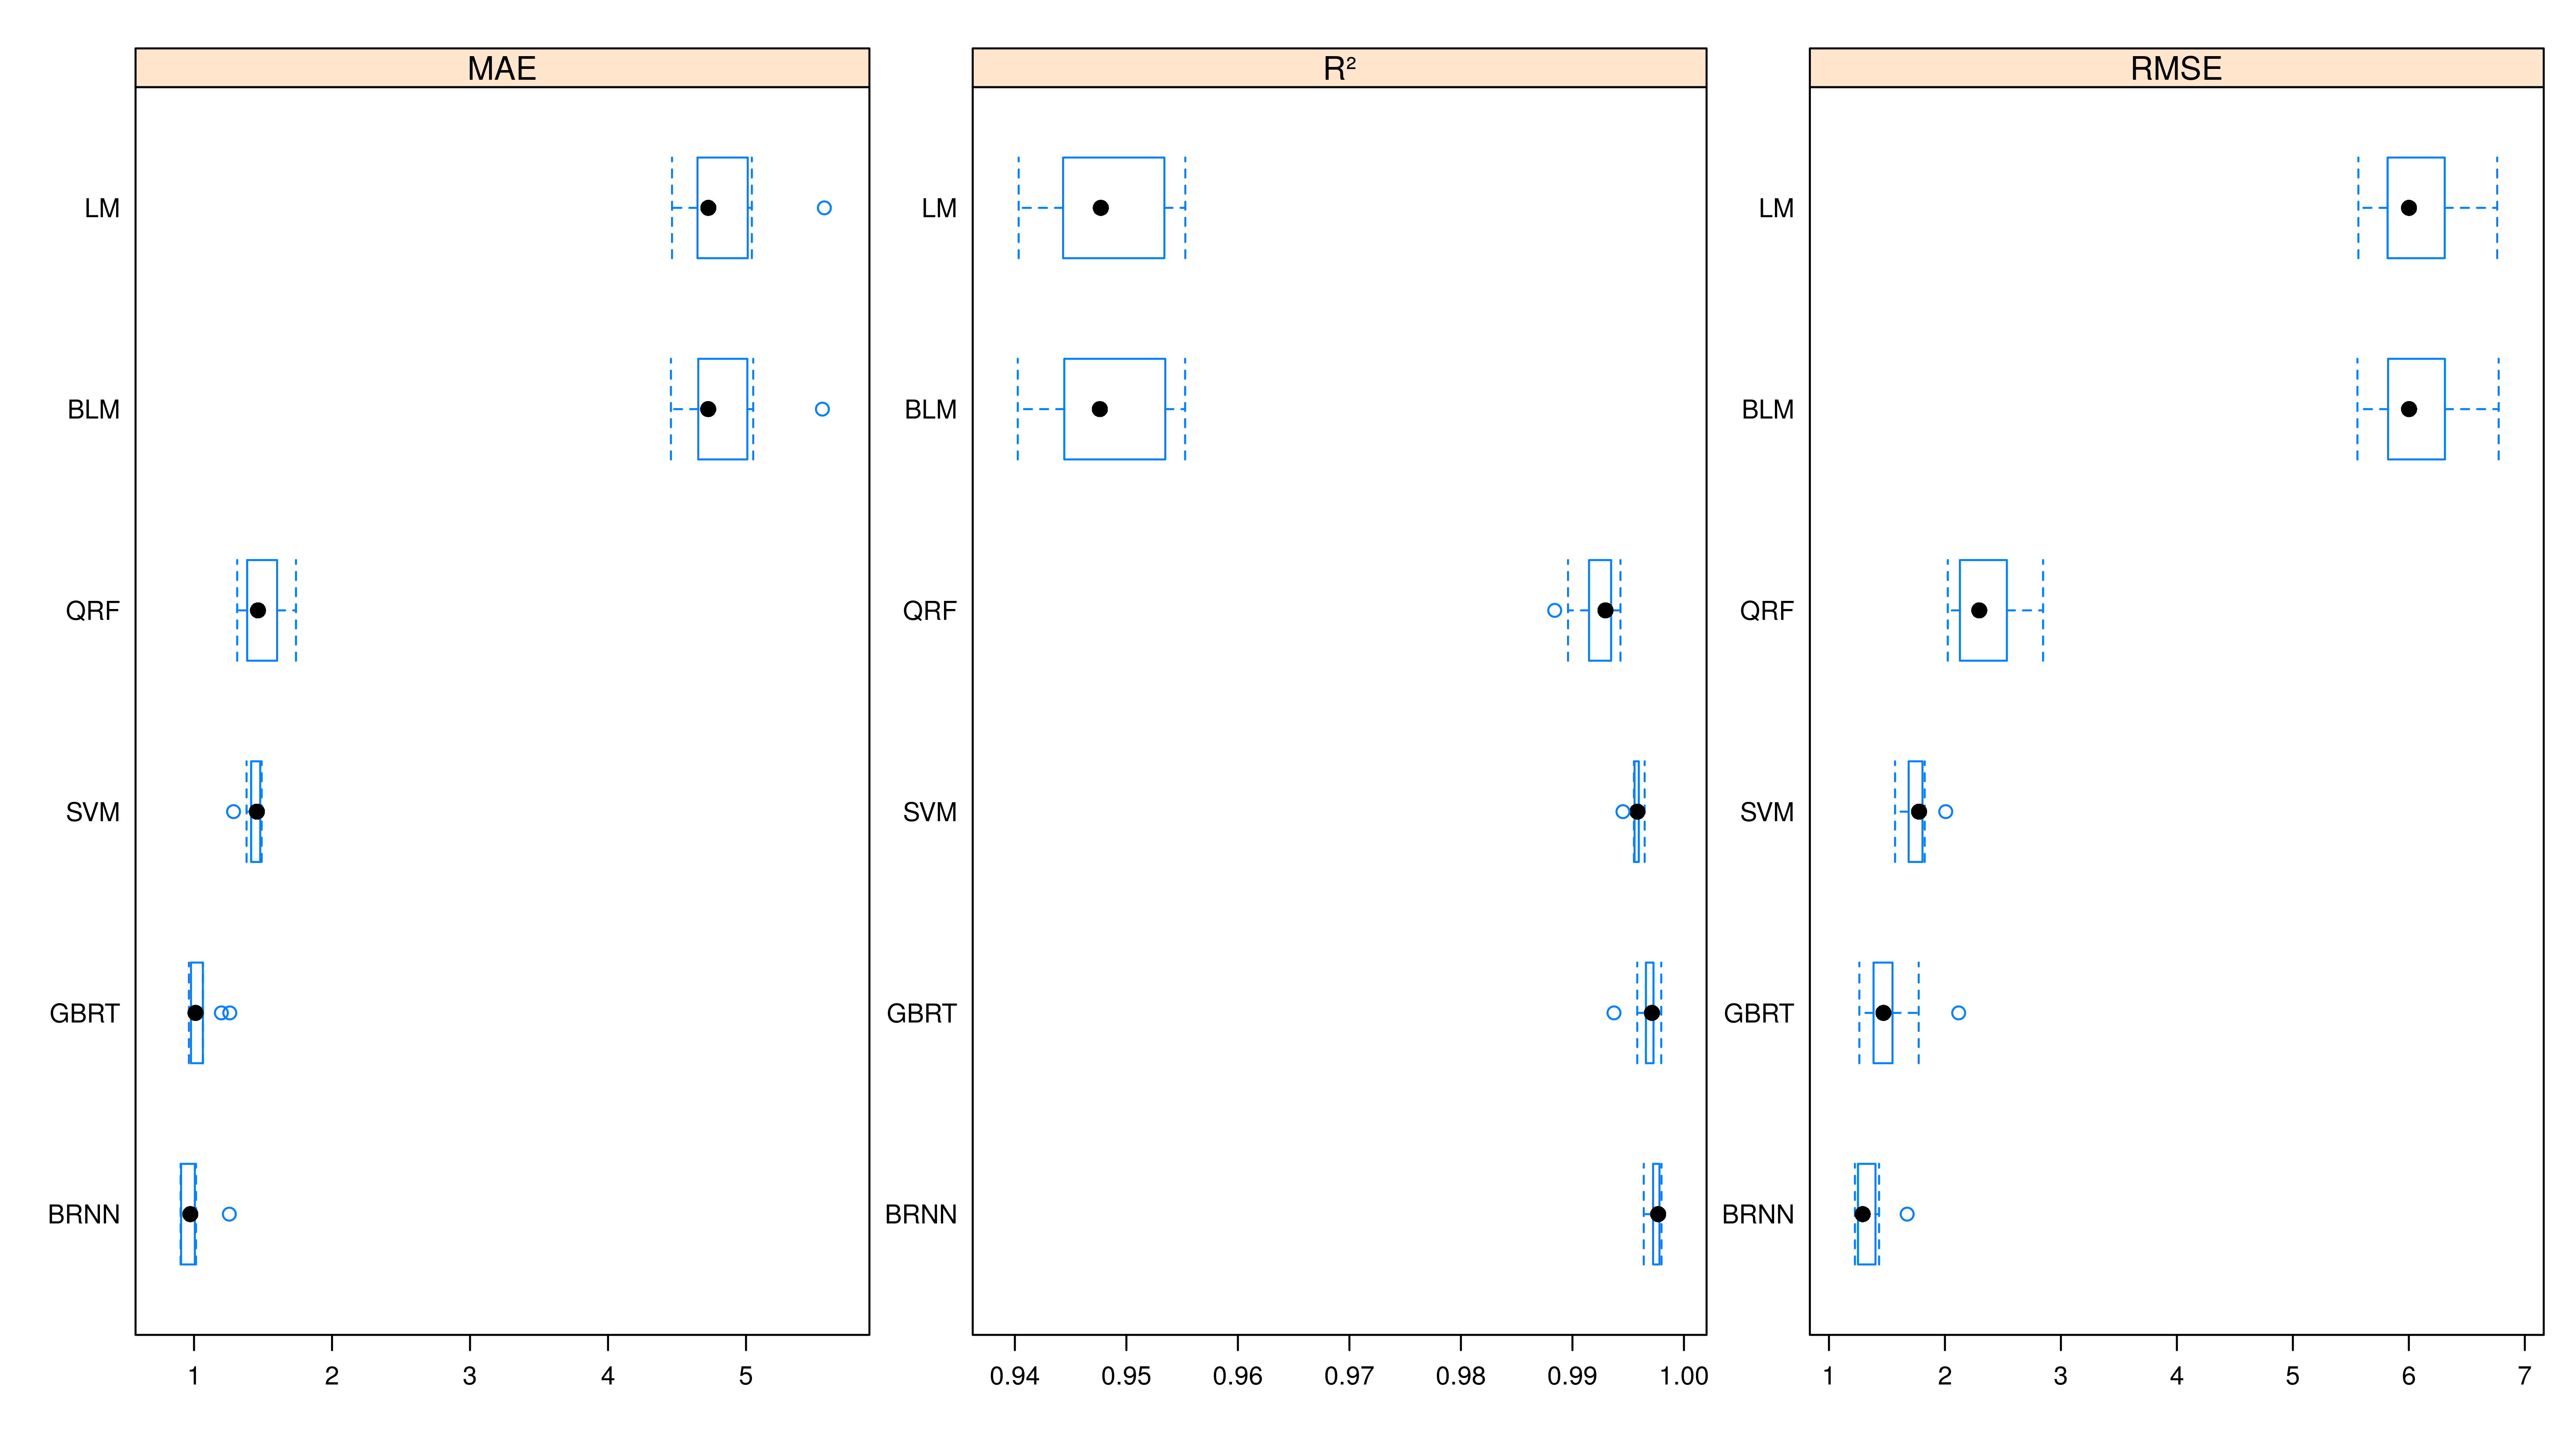 MAE R² RMSE
LM LM LM
BLM BLM BLM
QRF QRF QRF
SVM SVM SVM
GBRT GBRT GBRT
BRNN BRNN BRNN
1 2 3 4 5 0.94 0.95 0.96 0.97 0.98 0.99 1.00 1 2 3 4 5 6 7